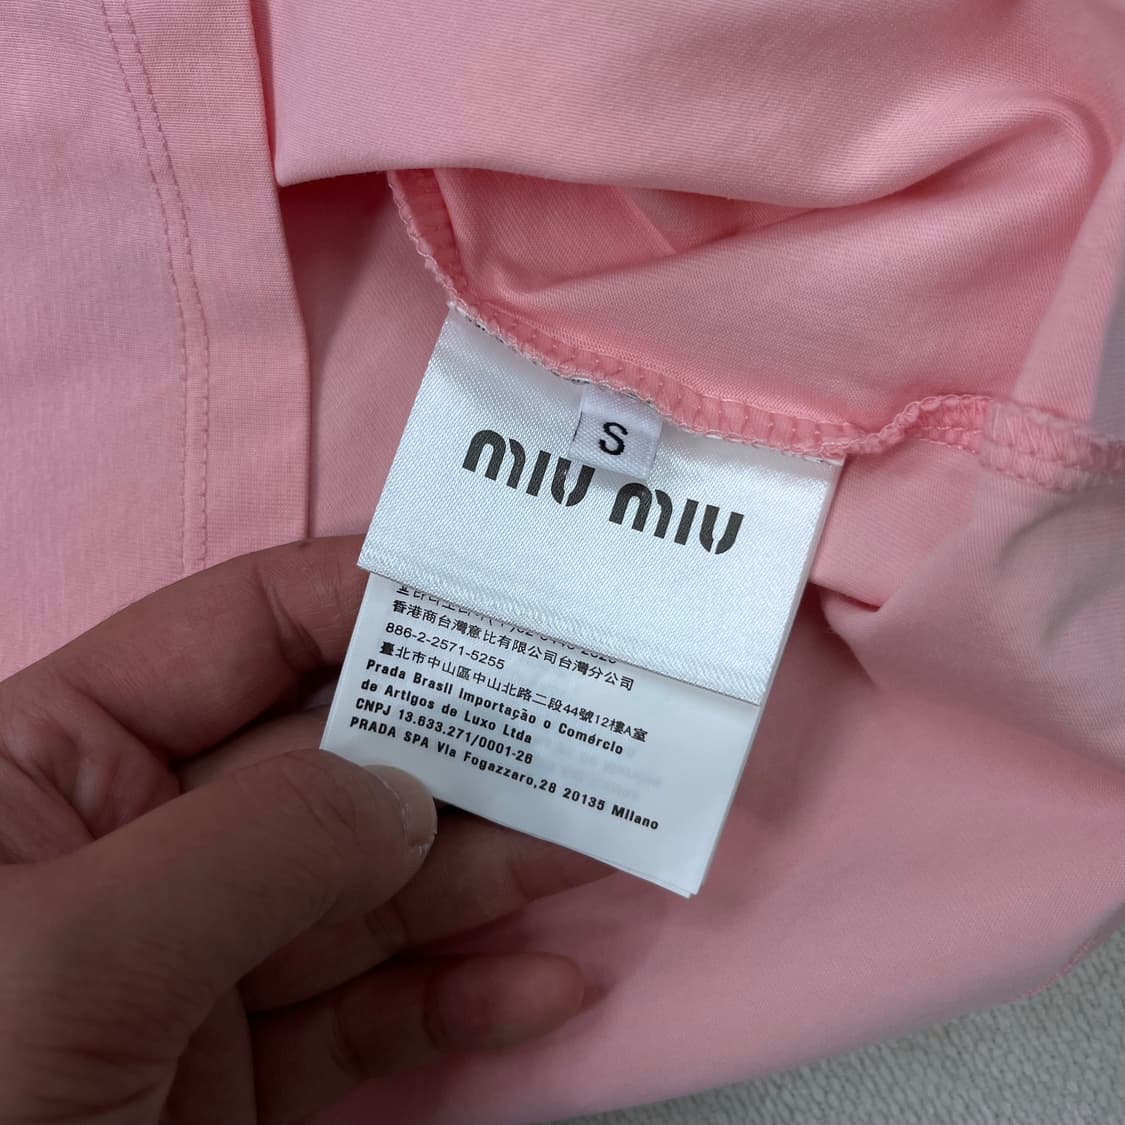 S
MIU MIU
香港商台灣意比有限公司台灣分公司
886-2-2571-5255
臺北市中山區中山北路二段44號12樓A室
Prada Brasil Importação o Comércio
de Artigos de Luxo Ltda
CNPJ 13.633.271/0001-28
PRADA SPA Via Fogazzaro,28 20135 Milano